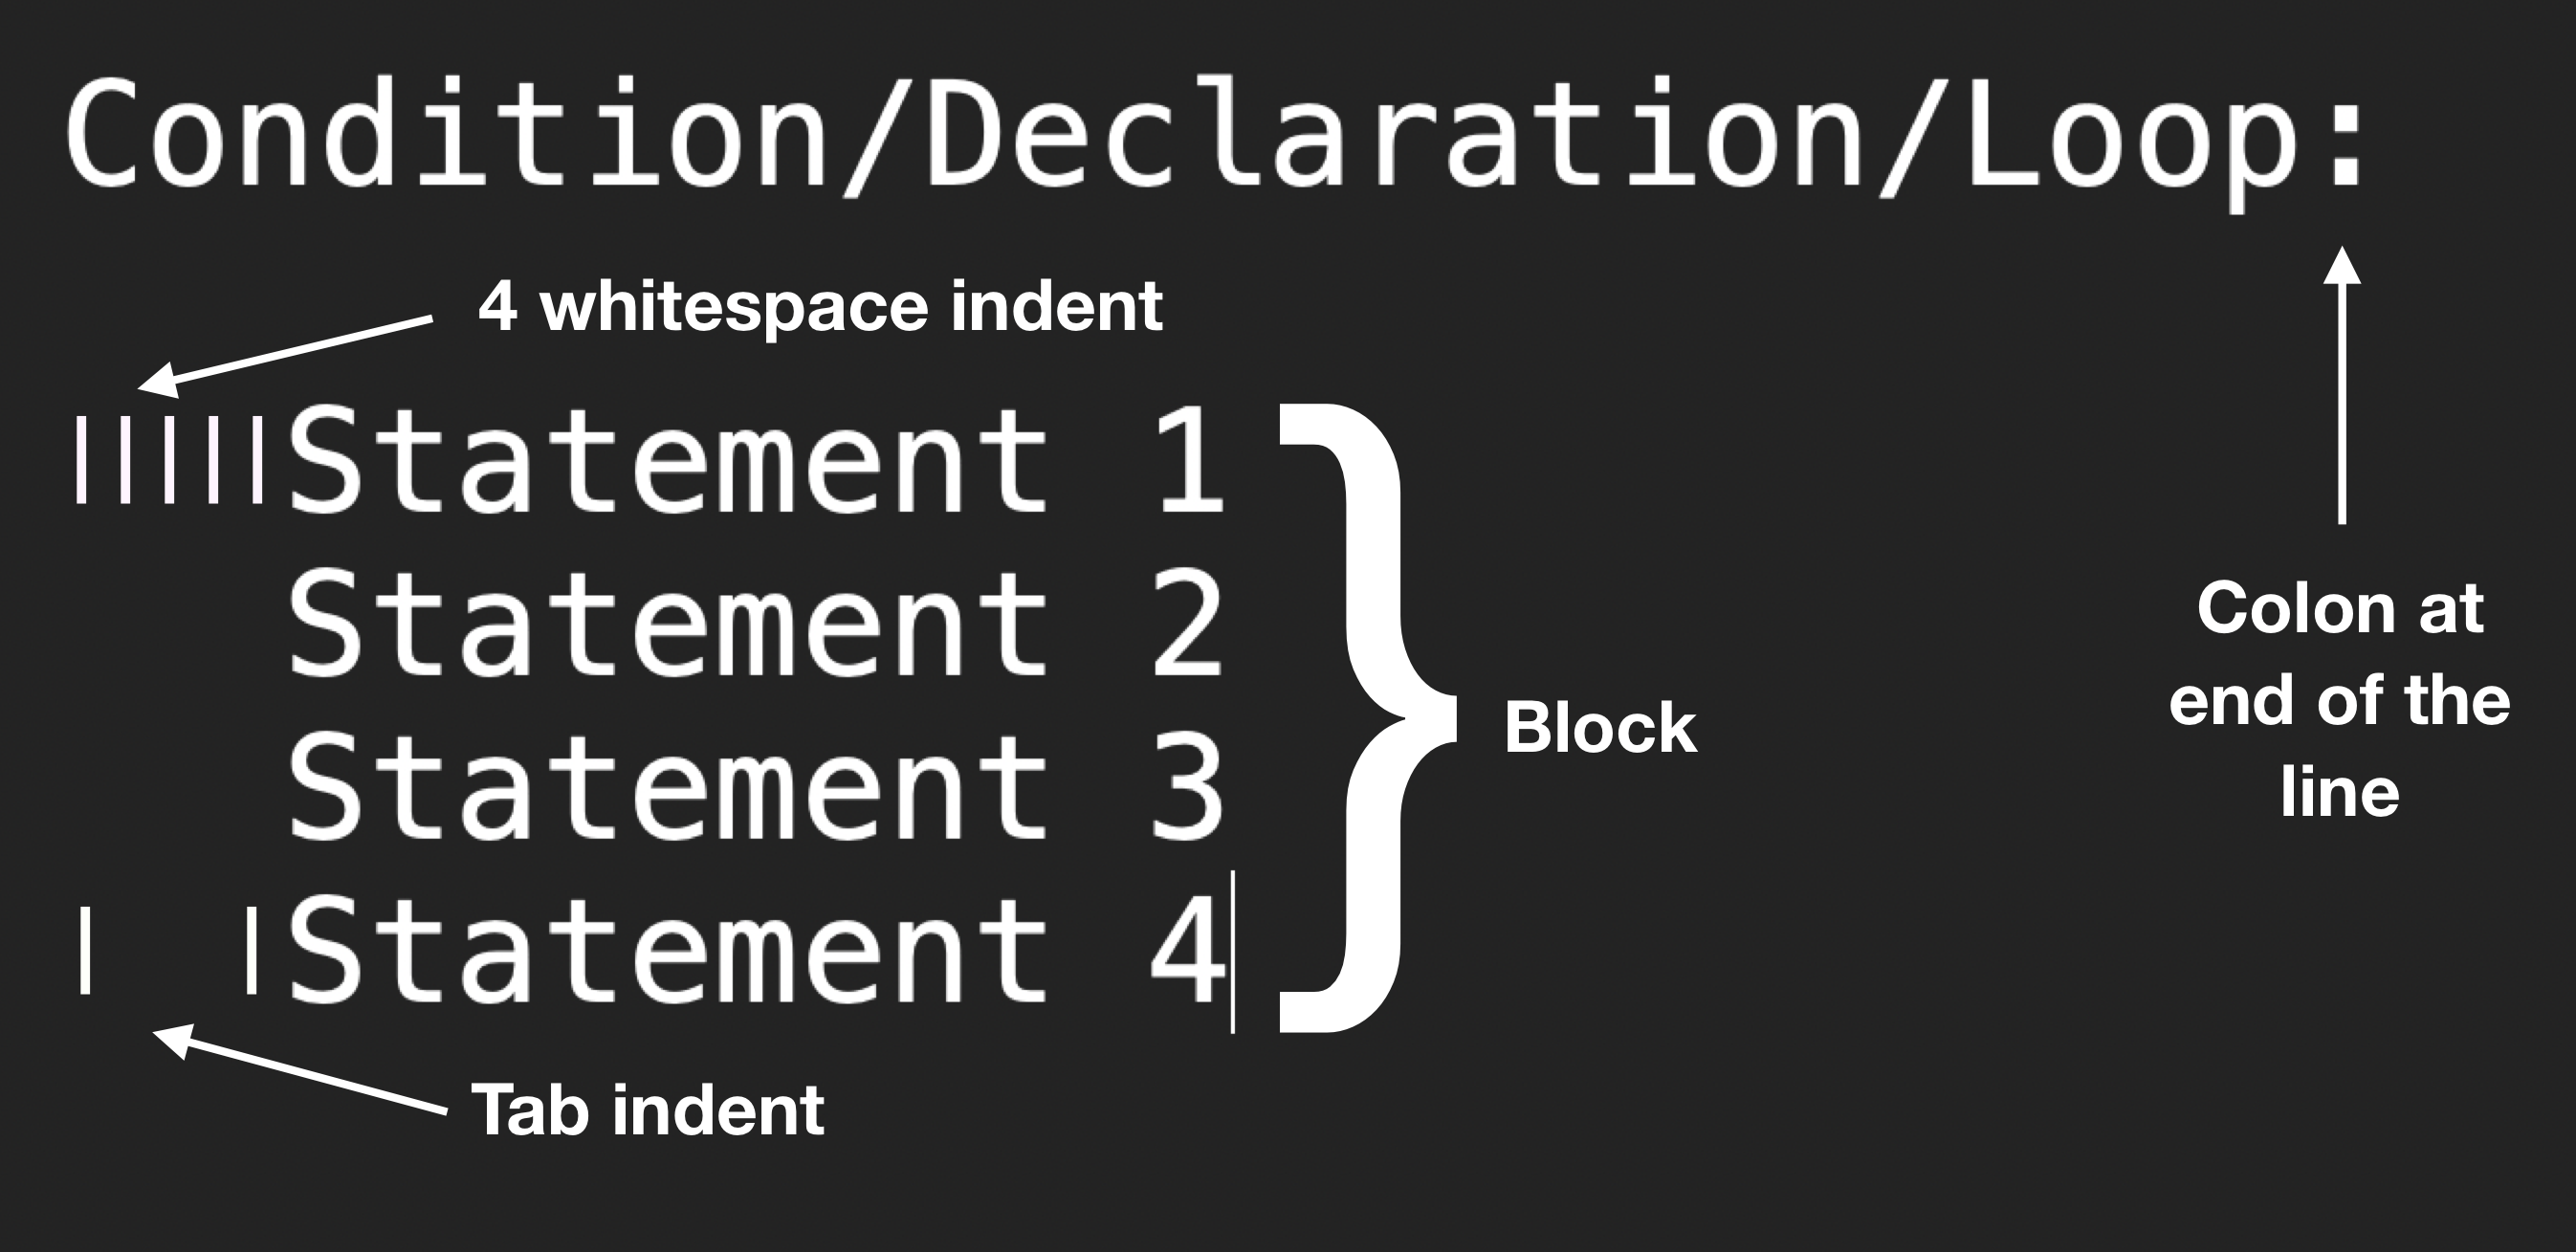 Condition/Declaration/Loop:
4 whitespace indent
Statement 1
Statement 2
Statement 3
Statement 4
Block
Colon at
end of the
line
Tab indent